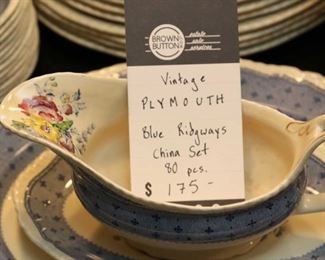 BROWN
BUTTON
estate
sale
services
Vintage
PLYMOUTH
Blue Ridgways
China Set
80 pcs.
$ 175-